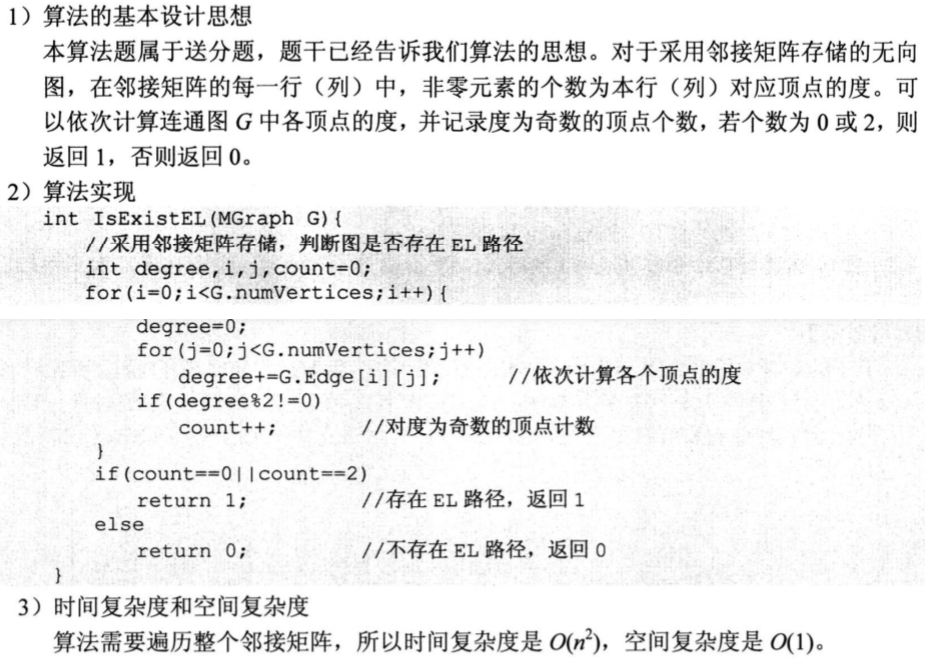 1）算法的基本设计思想
本算法题属于送分题，题干已经告诉我们算法的思想。对于采用邻接矩阵存储的无向
图，在邻接矩阵的每一行（列）中，非零元素的个数为本行（列）对应顶点的度。可
以依次计算连通图 G 中各顶点的度，并记录度为奇数的顶点个数，若个数为 0 或 2，则
返回 1，否则返回 0。
2）算法实现
int IsExistEL(MGraph G){
//采用邻接矩阵存储，判断图是否存在 EL 路径
int degree,i,j,count=0;
for(i=0;i<G.numVertices;i++){
degree=0;
for(j=0;j<G.numVertices;j++)
degree+=G.Edge[i][j]; //依次计算各个顶点的度
if(degree%2!=0)
count++; //对度为奇数的顶点计数
}
if(count==0||count==2)
return 1; //存在 EL 路径，返回 1
else
return 0; //不存在 EL 路径，返回 0
}
3）时间复杂度和空间复杂度
算法需要遍历整个邻接矩阵，所以时间复杂度是 O(n²)，空间复杂度是 O(1)。